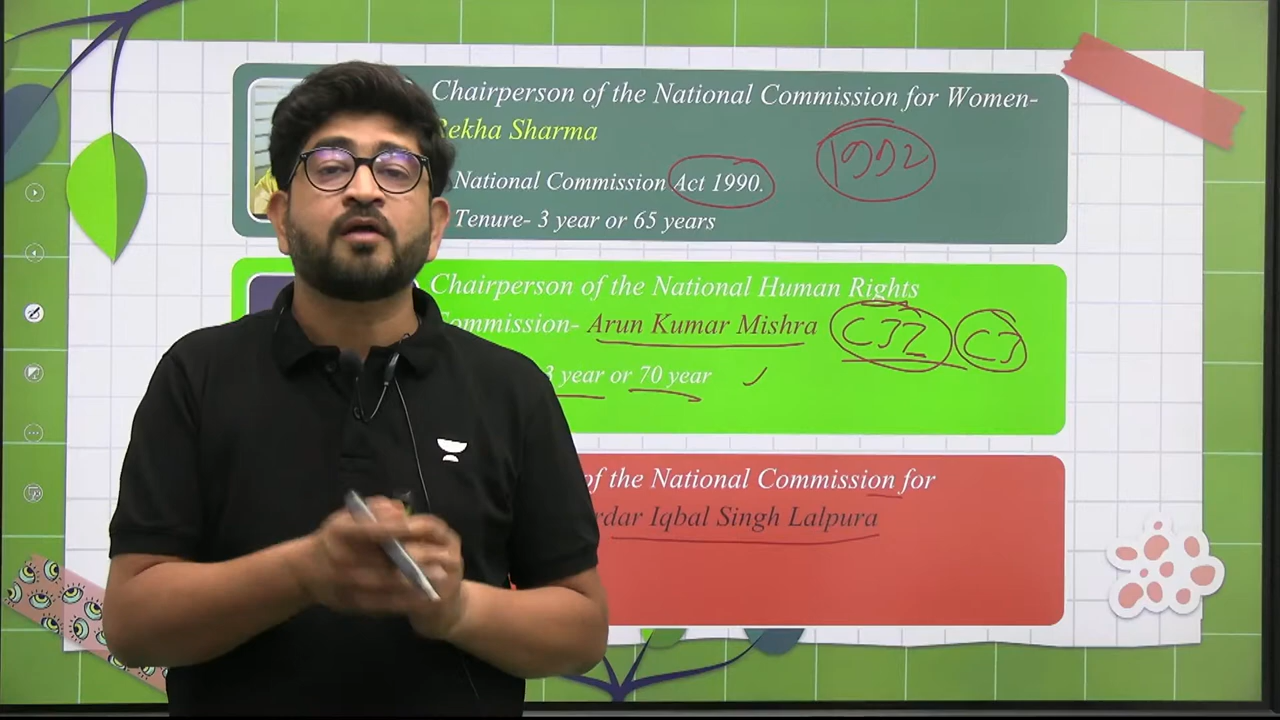 Chairperson of the National Commission for Women-
Rekha Sharma
1992
National Commission Act 1990.
Tenure- 3 year or 65 years
Chairperson of the National Human Rights
Commission- Arun Kumar Mishra
CJI CJ
3 year or 70 year
of the National Commission for
rdar Iqbal Singh Lalpura